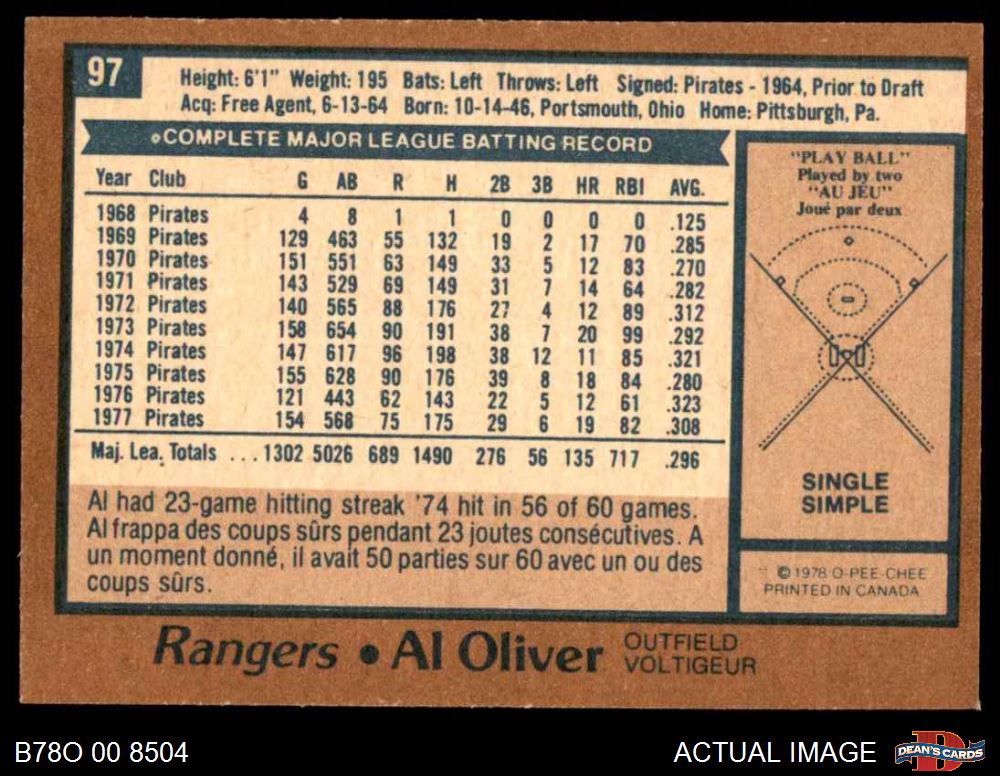 97
Height: 6'1" Weight: 195 Bats: Left Throws: Left Signed: Pirates - 1964, Prior to Draft
Acq: Free Agent, 6-13-64 Born: 10-14-46, Portsmouth, Ohio Home: Pittsburgh, Pa.
COMPLETE MAJOR LEAGUE BATTING RECORD
Year Club G AB R H 2B 3B HR RBI AVG.
1968 Pirates 4 8 1 1 0 0 0 0 .125
1969 Pirates 129 463 55 132 19 2 17 70 .285
1970 Pirates 151 551 63 149 33 5 12 83 .270
1971 Pirates 143 529 69 149 31 7 14 64 .282
1972 Pirates 140 565 88 176 27 4 12 89 .312
1973 Pirates 158 654 90 191 38 7 20 99 .292
1974 Pirates 147 617 96 198 38 12 11 85 .321
1975 Pirates 155 628 90 176 39 8 18 84 .280
1976 Pirates 121 443 62 143 22 5 12 61 .323
1977 Pirates 154 568 75 175 29 6 19 82 .308
Maj. Lea. Totals ... 1302 5026 689 1490 276 56 135 717 .296
Al had 23-game hitting streak '74 hit in 56 of 60 games.
Al frappa des coups sûrs pendant 23 joutes consécutives. A
un moment donné, il avait 50 parties sur 60 avec un ou des
coups sûrs.
"PLAY BALL"
Played by two
"AU JEU"
Joué par deux
SINGLE
SIMPLE
© 1978 O-PEE-CHEE
PRINTED IN CANADA
Rangers • Al Oliver OUTFIELD
VOLTIGEUR
B78O 00 8504
ACTUAL IMAGE
DEAN'S CARDS